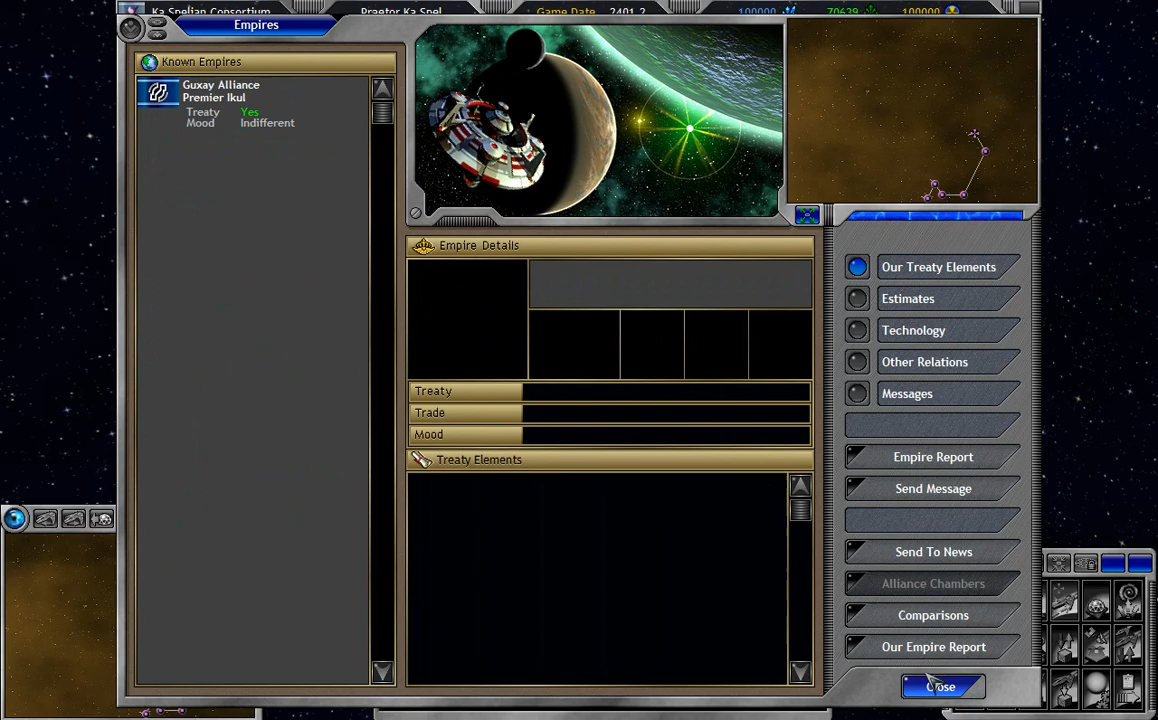 Ka Spelian Consortium
Praetor Ka Spel
Game Date 2401.2
100000
70639
100000
Empires
Known Empires
Guxay Alliance
Premier Ikul
Treaty Yes
Mood Indifferent
Empire Details
Treaty
Trade
Mood
Treaty Elements
Our Treaty Elements
Estimates
Technology
Other Relations
Messages
Empire Report
Send Message
Send To News
Alliance Chambers
Comparisons
Our Empire Report
Close